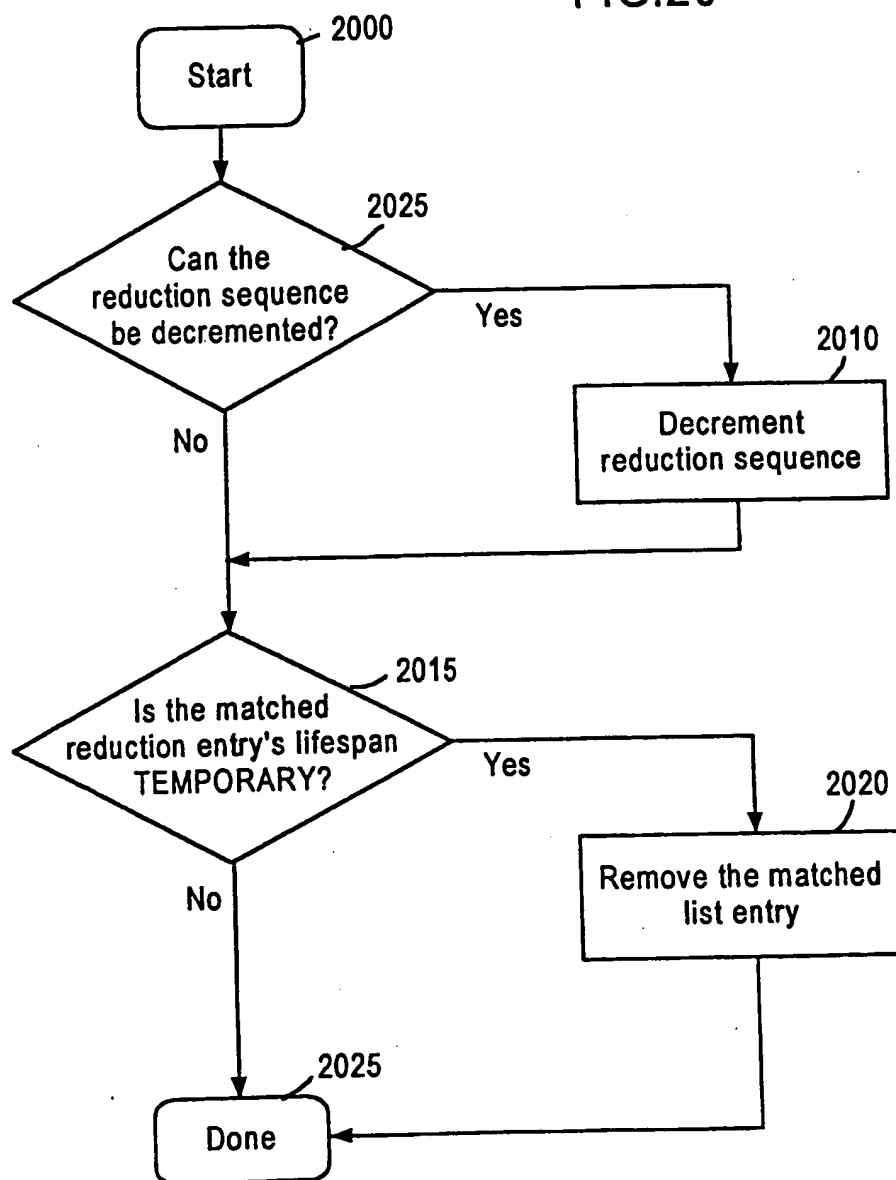 2000
Start
2025
Can the
reduction sequence
be decremented?
Yes
No
2010
Decrement
reduction sequence
2015
Is the matched
reduction entry's lifespan
TEMPORARY?
Yes
No
2020
Remove the matched
list entry
2025
Done